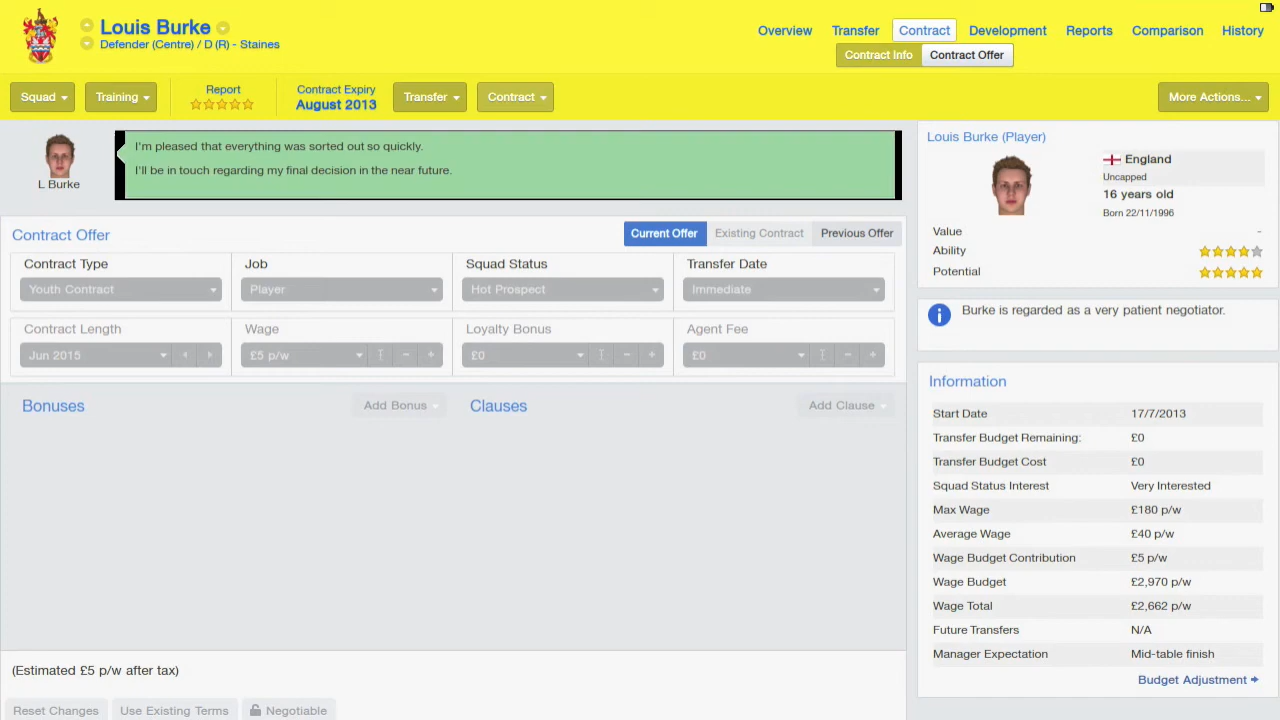 Louis Burke
Defender (Centre) / D (R) - Staines
Overview Transfer Contract Development Reports Comparison History
Contract Info Contract Offer
Squad Training Report Contract Expiry August 2013 Transfer Contract More Actions...
L Burke
I'm pleased that everything was sorted out so quickly.
I'll be in touch regarding my final decision in the near future.
Contract Offer Current Offer Existing Contract Previous Offer
Contract Type Job Squad Status Transfer Date
Youth Contract Player Hot Prospect Immediate
Contract Length Wage Loyalty Bonus Agent Fee
Jun 2015 £5 p/w £0 £0
Bonuses Add Bonus Clauses Add Clause
(Estimated £5 p/w after tax)
Reset Changes Use Existing Terms Negotiable
Louis Burke (Player)
England
Uncapped
16 years old
Born 22/11/1996
Value -
Ability
Potential
Burke is regarded as a very patient negotiator.
Information
Start Date 17/7/2013
Transfer Budget Remaining: £0
Transfer Budget Cost £0
Squad Status Interest Very Interested
Max Wage £180 p/w
Average Wage £40 p/w
Wage Budget Contribution £5 p/w
Wage Budget £2,970 p/w
Wage Total £2,662 p/w
Future Transfers N/A
Manager Expectation Mid-table finish
Budget Adjustment